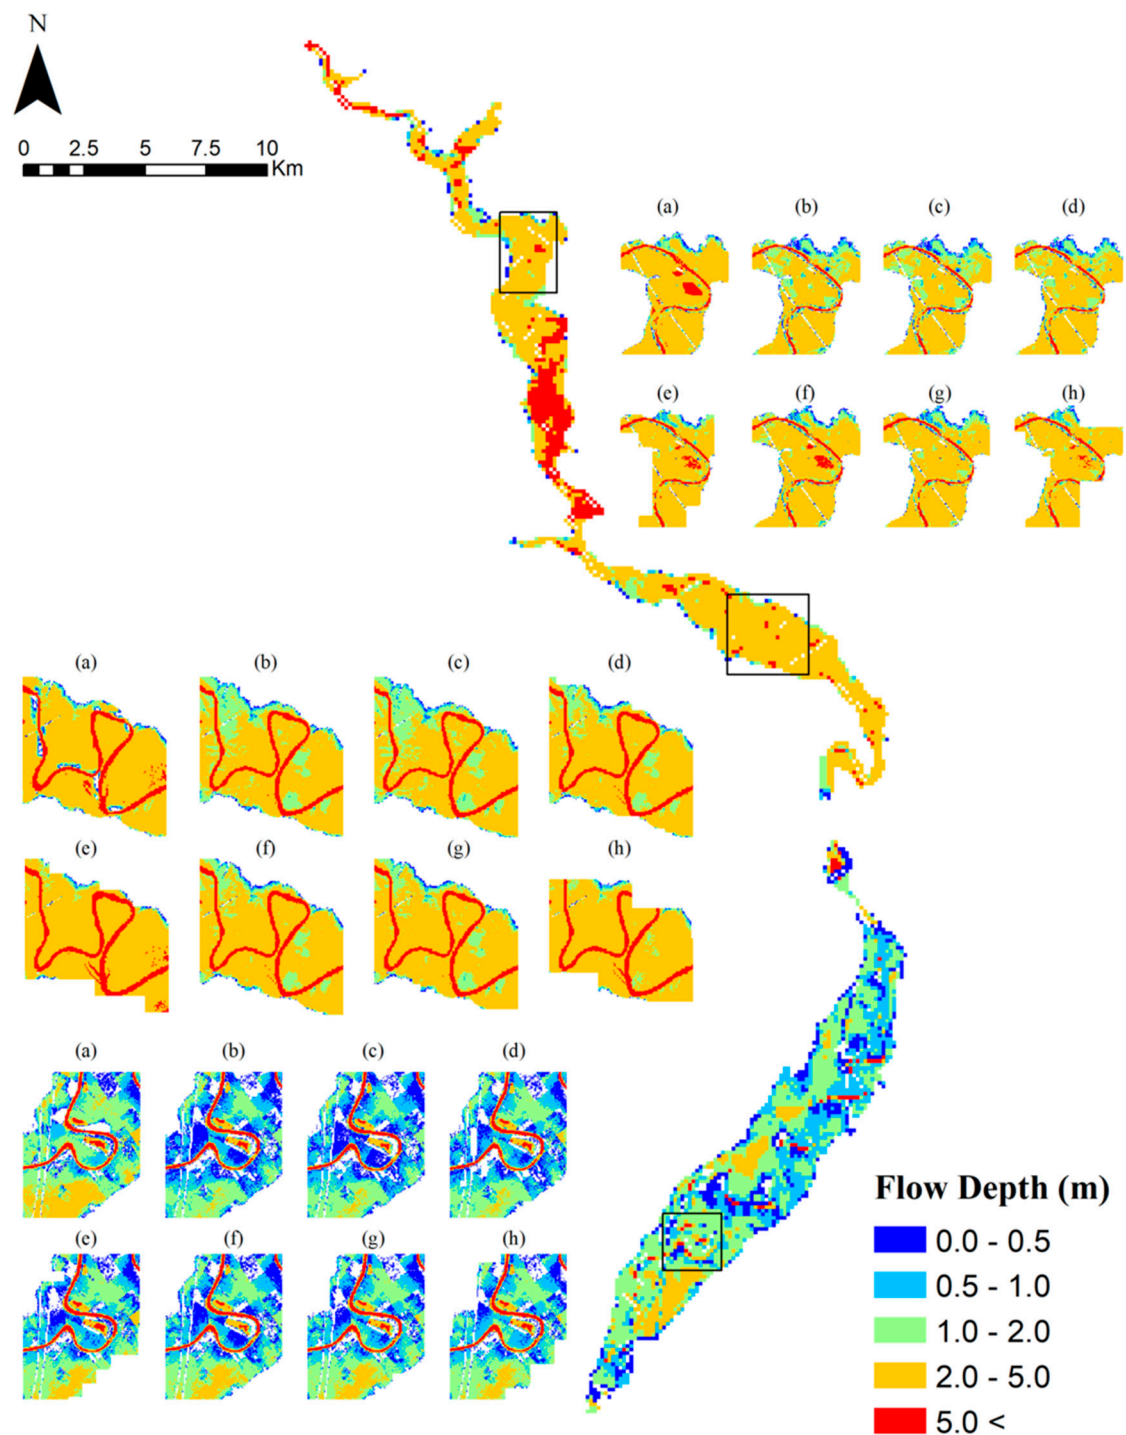 N
0 2.5 5 7.5 10
Km
(a) (b) (c) (d)
(e) (f) (g) (h)
(a) (b) (c) (d)
(e) (f) (g) (h)
(a) (b) (c) (d)
(e) (f) (g) (h)
Flow Depth (m)
0.0 - 0.5
0.5 - 1.0
1.0 - 2.0
2.0 - 5.0
5.0 <